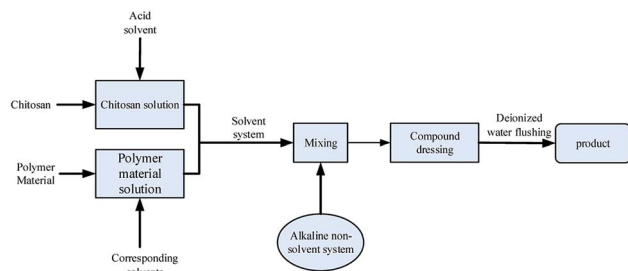 Acid
solvent
Chitosan
Chitosan solution
Solvent
system
Polymer
Material
Polymer
material
solution
Corresponding
Mixing
Alkaline non-
solvent system
Compound
dressing
Deionized
water flushing
product